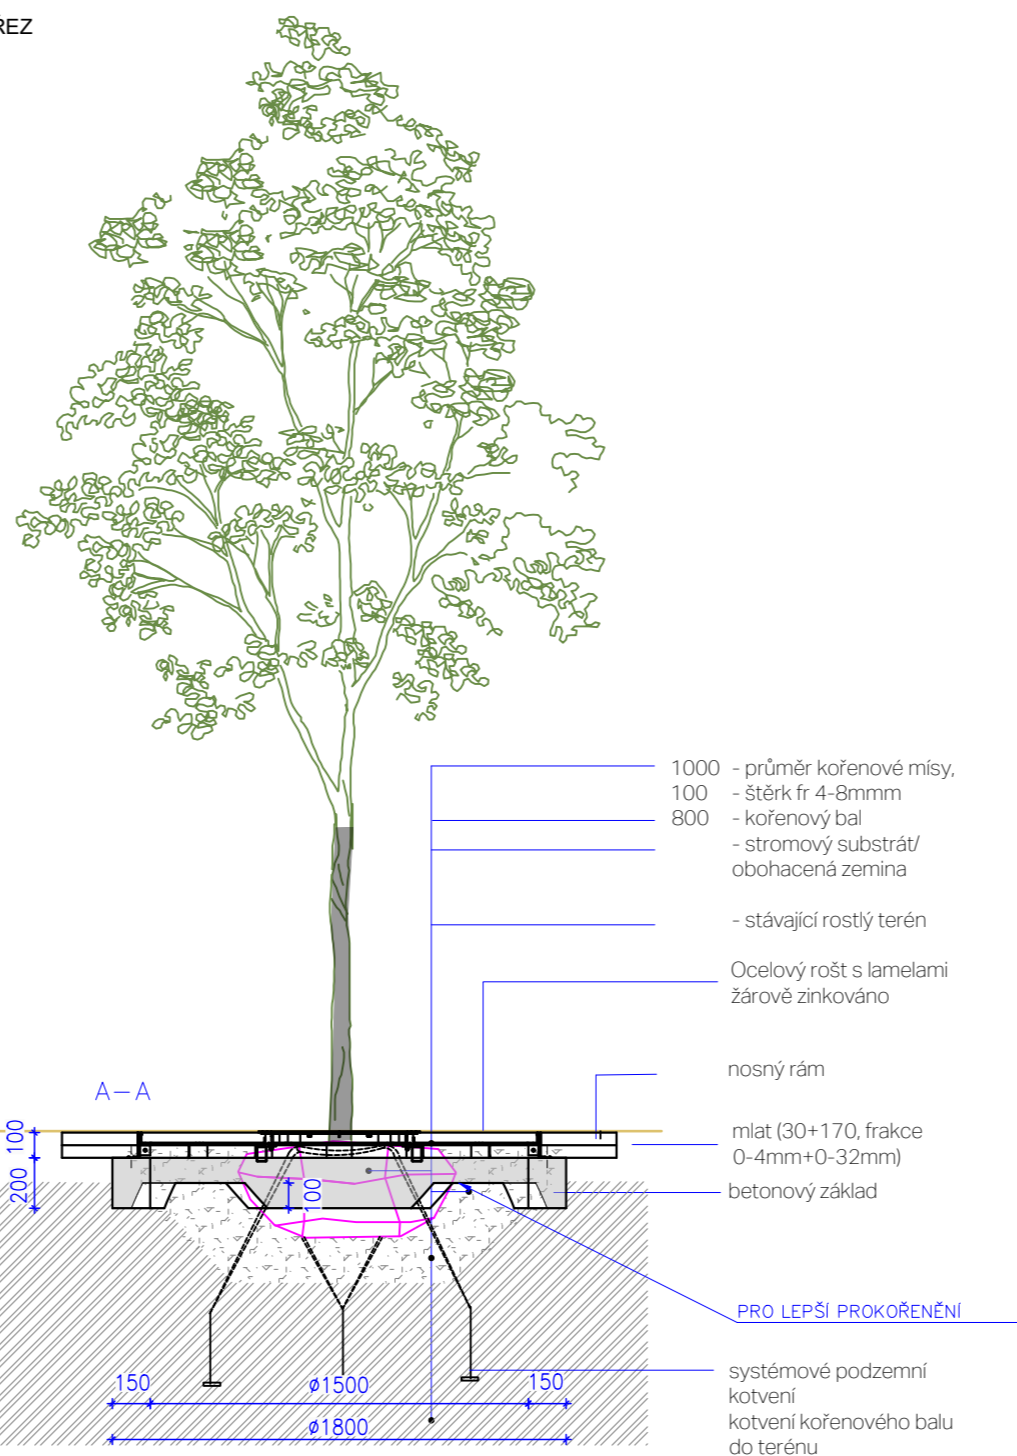 ŘEZ
1000 - průměr kořenové mísy,
100 - štěrk fr 4-8mmm
800 - kořenový bal
- stromový substrát/
obohacená zemina
- stávající rostlý terén
Ocelový rošt s lamelami
žárově zinkováno
nosný rám
A-A
100
mlat (30+170, frakce
0-4mm+0-32mm)
200
100
betonový základ
PRO LEPŠÍ PROKOŘENĚNÍ
systémové podzemní
kotvení
kotvení kořenového balu
do terénu
150
ø1500
150
ø1800